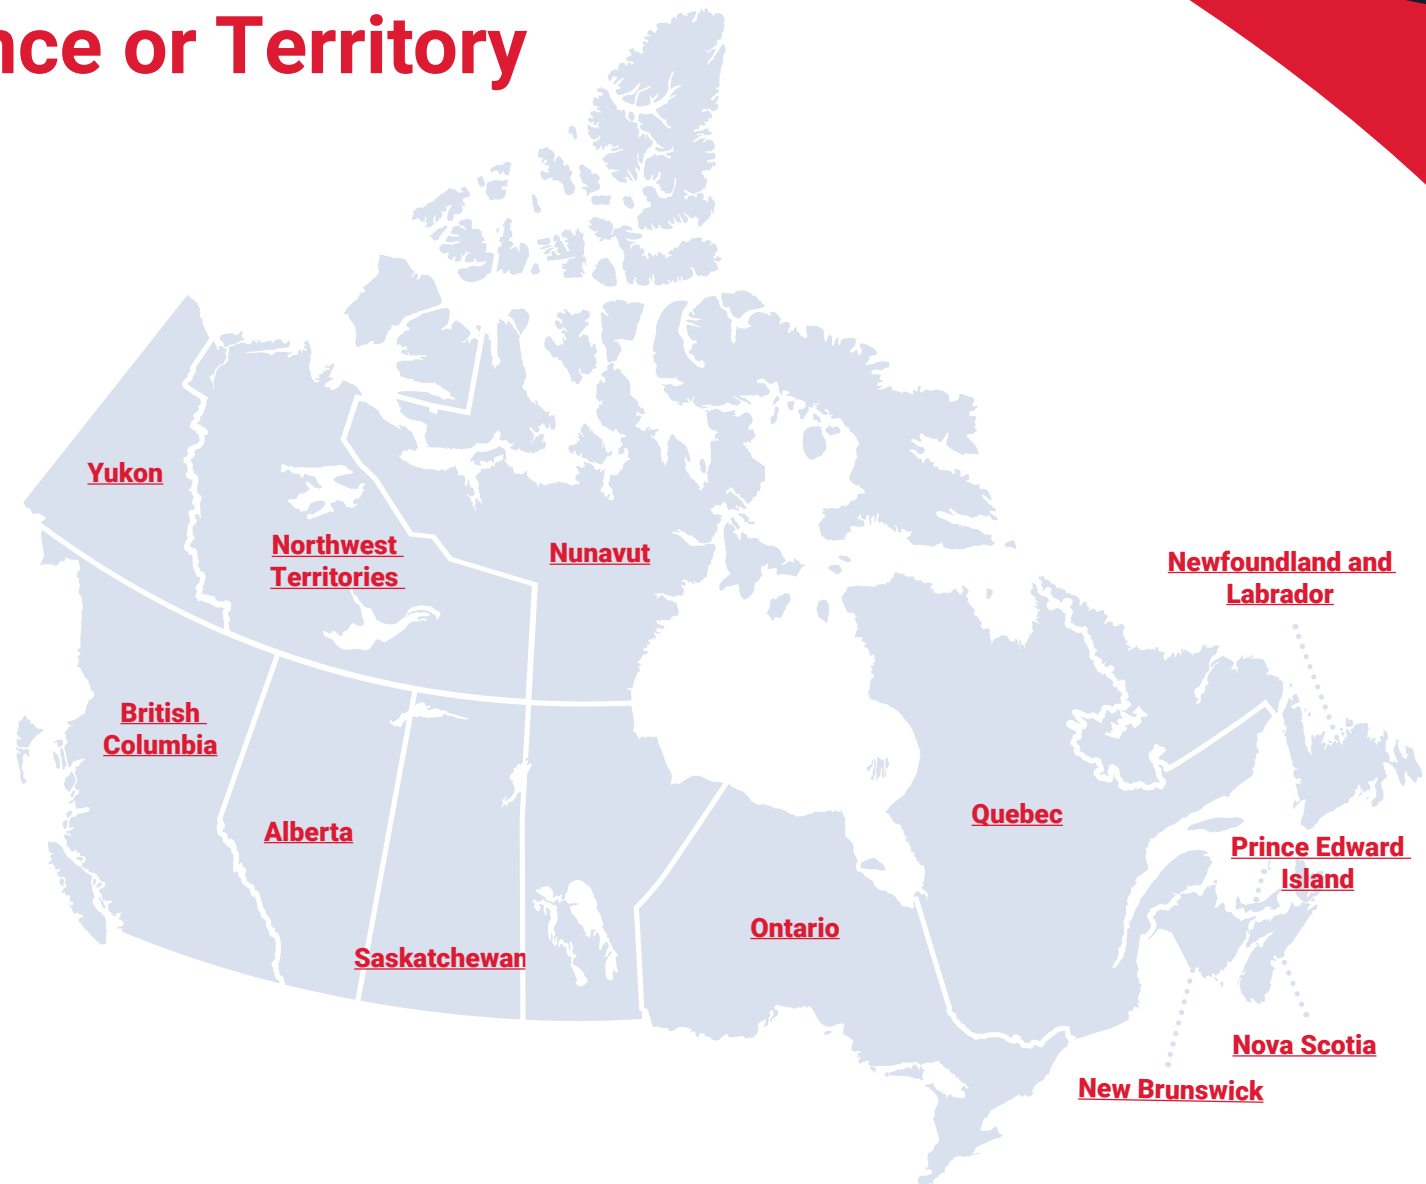 nce or Territory
Yukon
Northwest
Territories
Nunavut
Newfoundland and
Labrador
British
Columbia
Alberta
Quebec
Prince Edward
Island
Saskatchewan
Ontario
Nova Scotia
New Brunswick